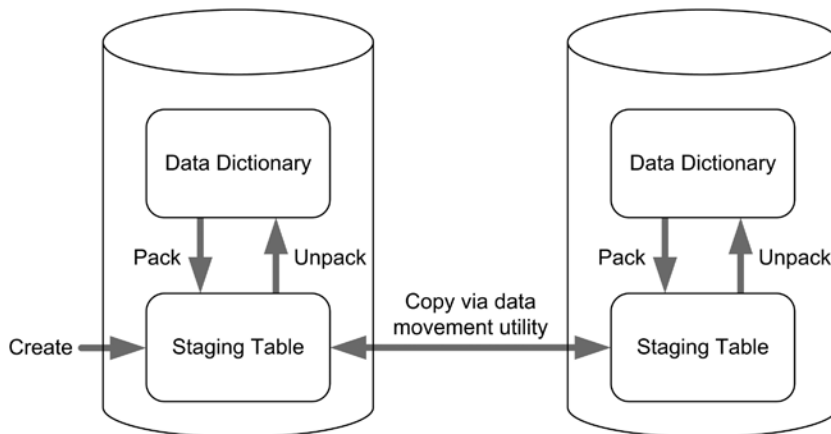 Data Dictionary
Data Dictionary
Pack
Unpack
Pack
Unpack
Copy via data
movement utility
Create
Staging Table
Staging Table